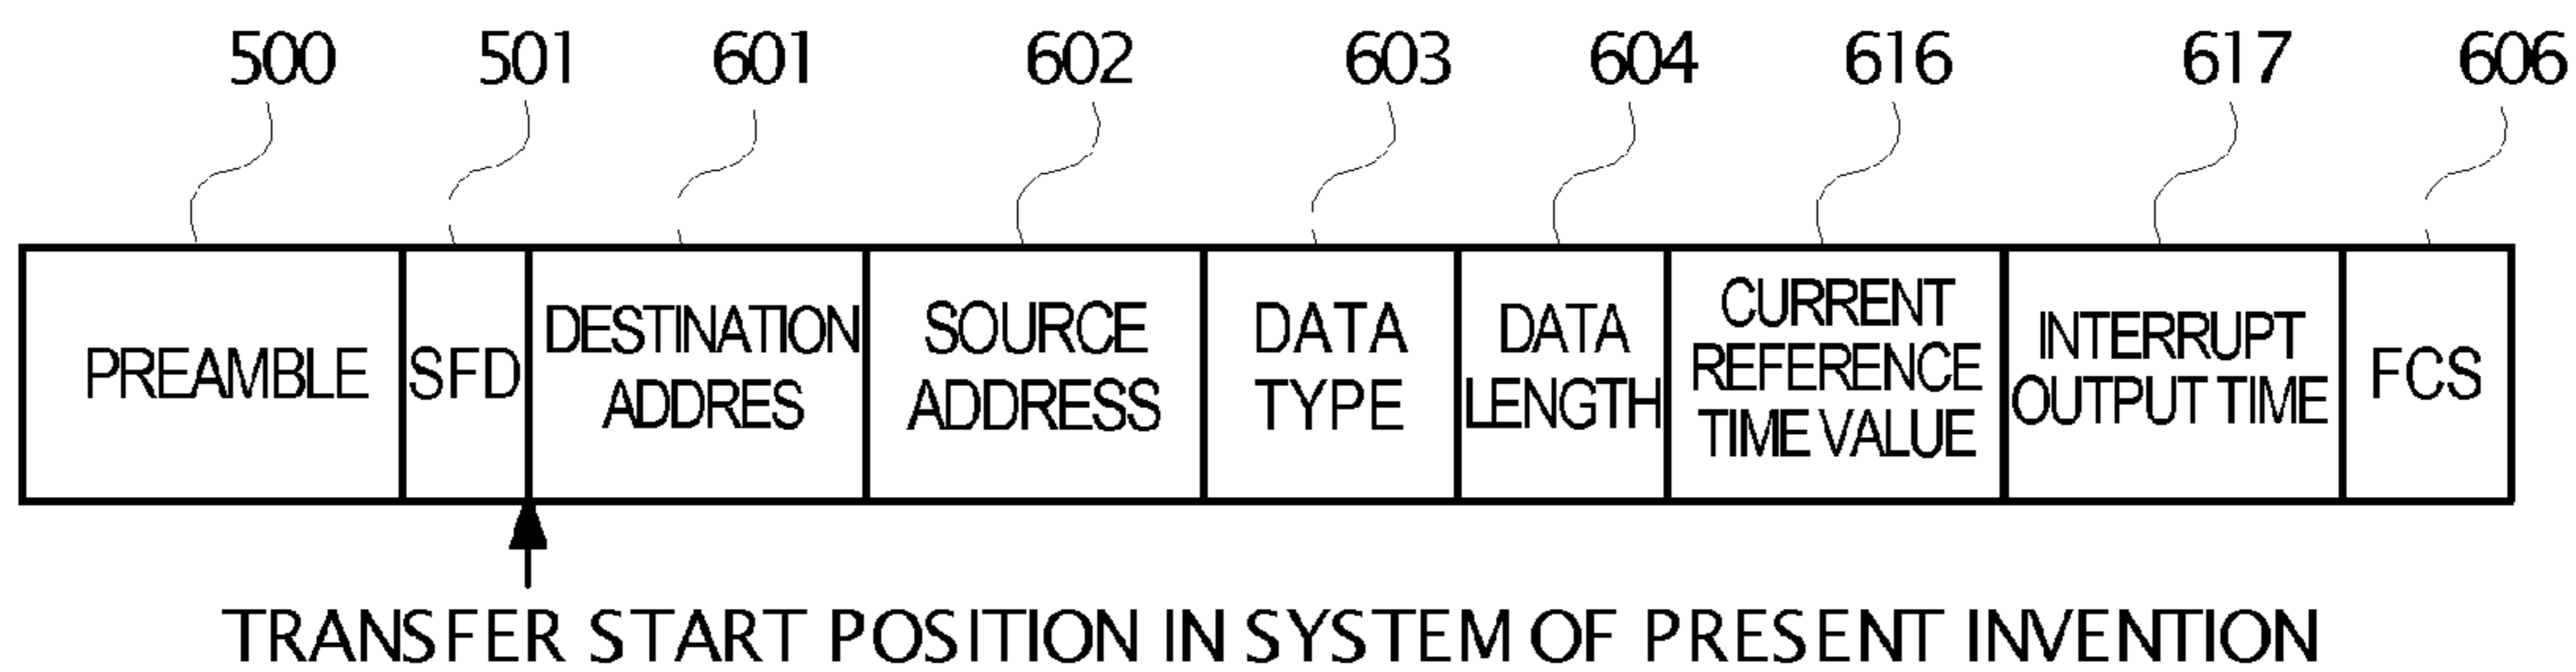 500 501 601 602 603 604 616 617 606
PREAMBLE
SFD
DESTINATION
ADDRES
SOURCE
ADDRESS
DATA
TYPE
DATA
LENGTH
CURRENT
REFERENCE
TIME VALUE
INTERRUPT
OUTPUT TIME
FCS
TRANSFER START POSITION IN SYSTEM OF PRESENT INVENTION